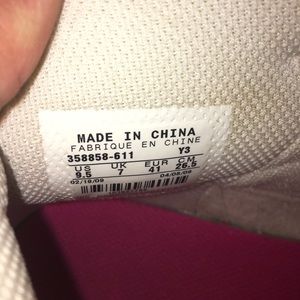 MADE IN CHINA
FABRIQUE EN CHINE
358858-611 Y3
US UK EUR CM
9.5 7 41 26.5
02/19/09 04/08/09